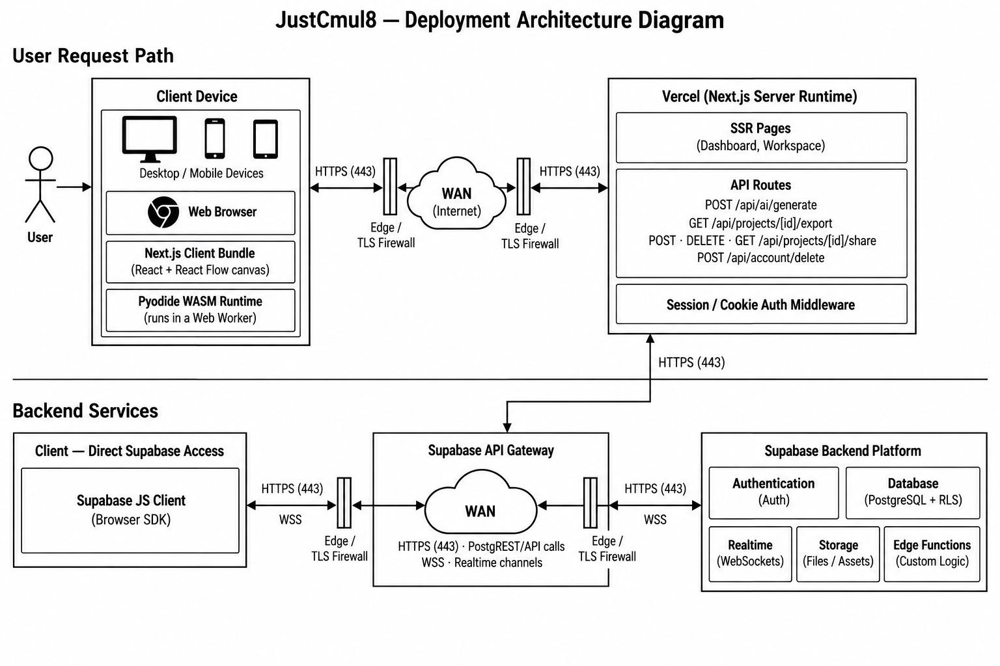 JustCmul8 — Deployment Architecture Diagram
User Request Path
User
Client Device
Desktop / Mobile Devices
Web Browser
Next.js Client Bundle
(React + React Flow canvas)
Pyodide WASM Runtime
(runs in a Web Worker)
HTTPS (443)
Edge /
TLS Firewall
WAN
(Internet)
Edge /
TLS Firewall
HTTPS (443)
Vercel (Next.js Server Runtime)
SSR Pages
(Dashboard, Workspace)
API Routes
POST /api/ai/generate
GET /api/projects/[id]/export
POST · DELETE · GET /api/projects/[id]/share
POST /api/account/delete
Session / Cookie Auth Middleware
HTTPS (443)
Backend Services
Client — Direct Supabase Access
Supabase JS Client
(Browser SDK)
HTTPS (443)
WSS
Edge /
TLS Firewall
Supabase API Gateway
WAN
HTTPS (443) · PostgREST/API calls
WSS · Realtime channels
Edge /
TLS Firewall
HTTPS (443)
WSS
Supabase Backend Platform
Authentication
(Auth)
Database
(PostgreSQL + RLS)
Realtime
(WebSockets)
Storage
(Files / Assets)
Edge Functions
(Custom Logic)